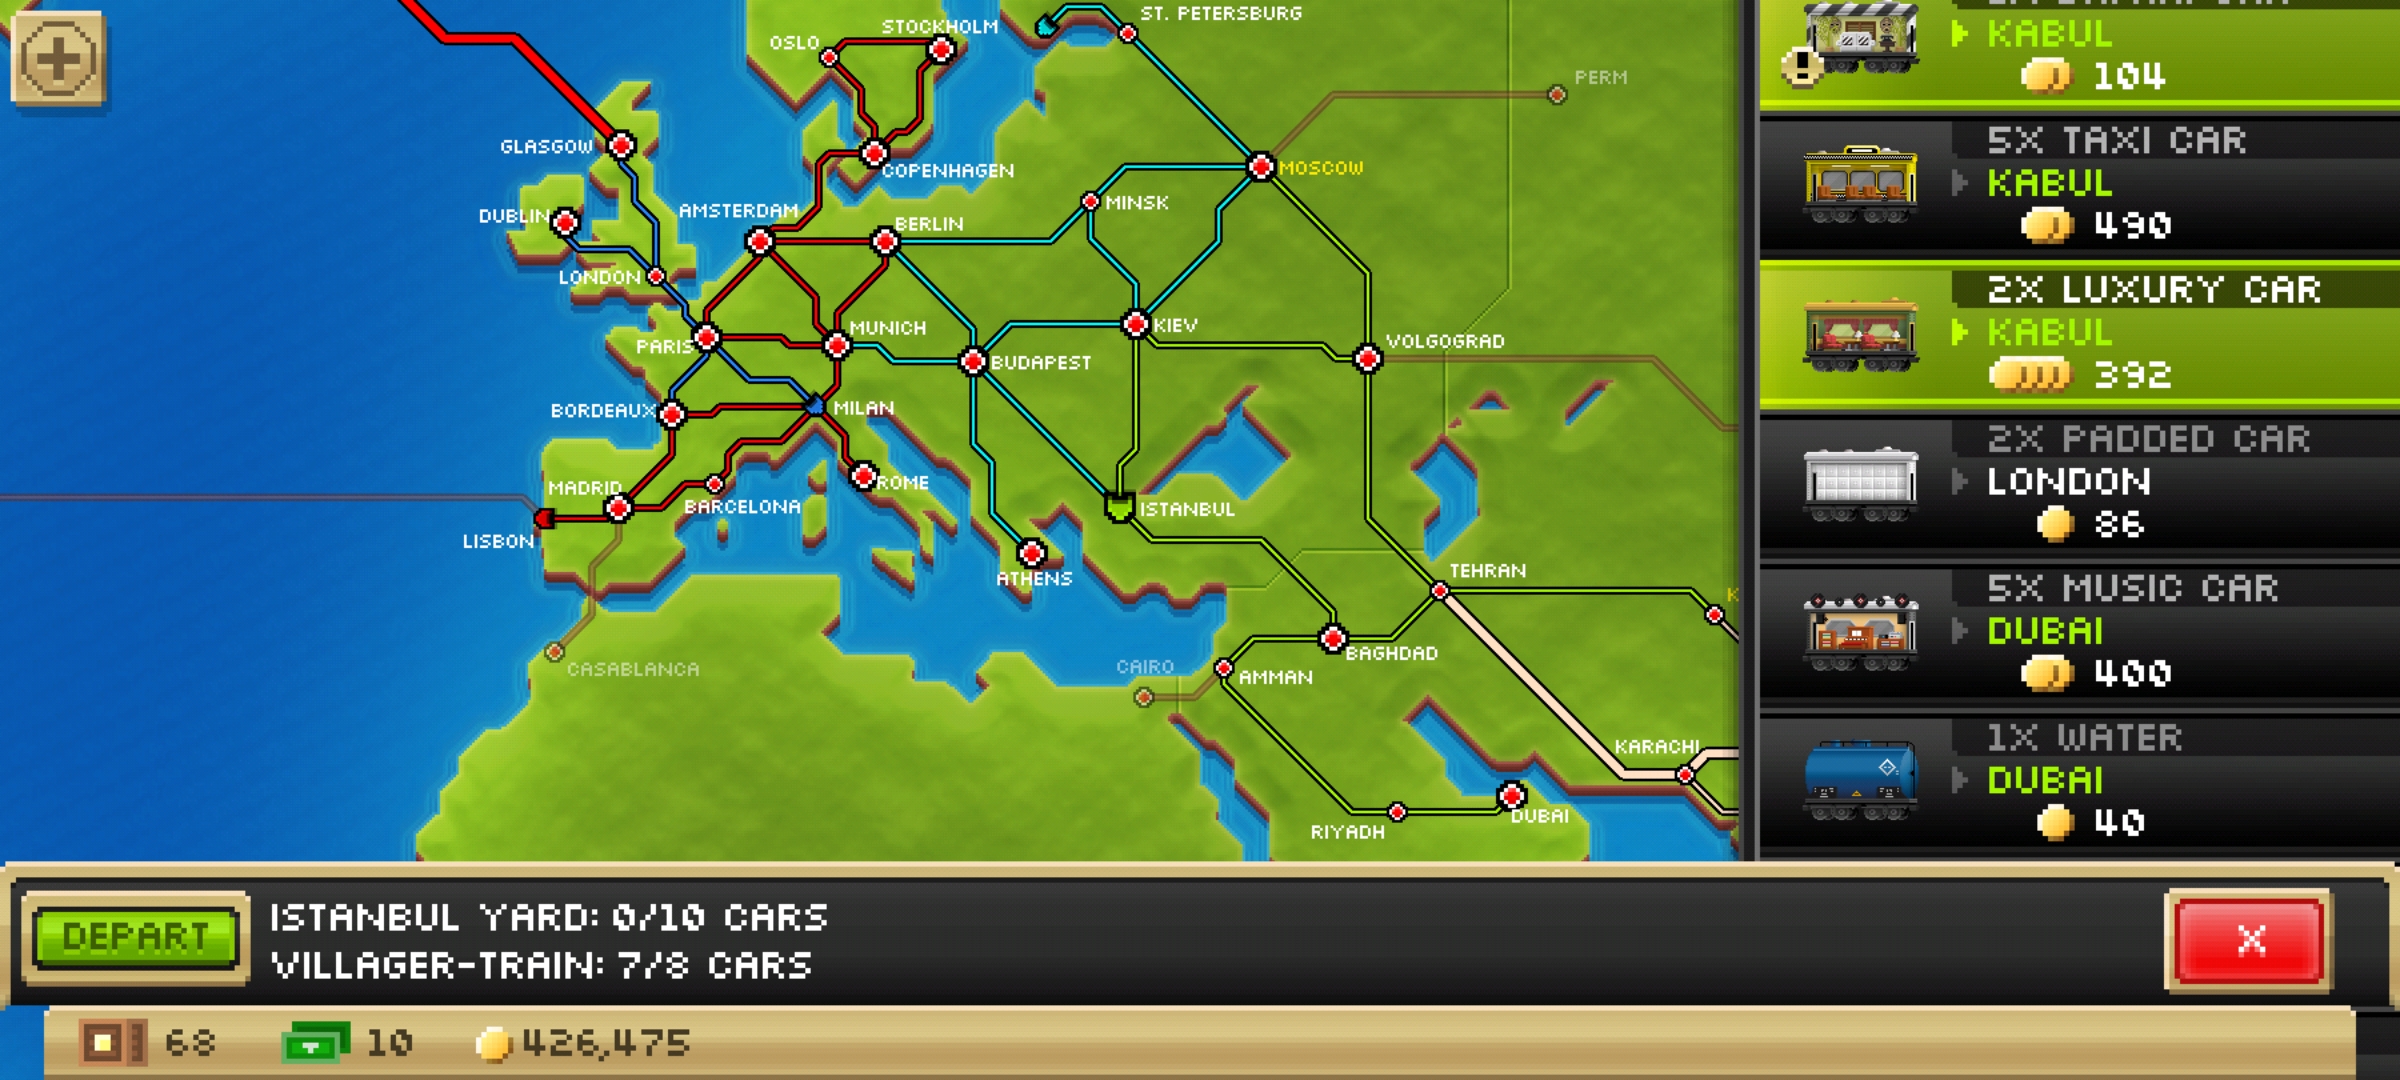 ST. PETERSBURG
STOCKHOLM
OSLO
PERM
GLASGOW
MOSCOW
COPENHAGEN
MINSK
DUBLIN
AMSTERDAM
BERLIN
LONDON
KIEV
MUNICH
VOLGOGRAD
PARIS
BUDAPEST
BORDEAUX
MILAN
MADRID
ROME
BARCELONA
ISTANBUL
LISBON
ATHENS
TEHRAN
K
BAGHDAD
CAIRO
AMMAN
CASABLANCA
KARACHI
DUBAI
RIYADH
KABUL
104
5X TAXI CAR
KABUL
490
2X LUXURY CAR
KABUL
392
2X PADDED CAR
LONDON
86
5X MUSIC CAR
DUBAI
400
1X WATER
DUBAI
40
DEPART
ISTANBUL YARD: 0/10 CARS
VILLAGER-TRAIN: 7/8 CARS
X
68
10
426,475